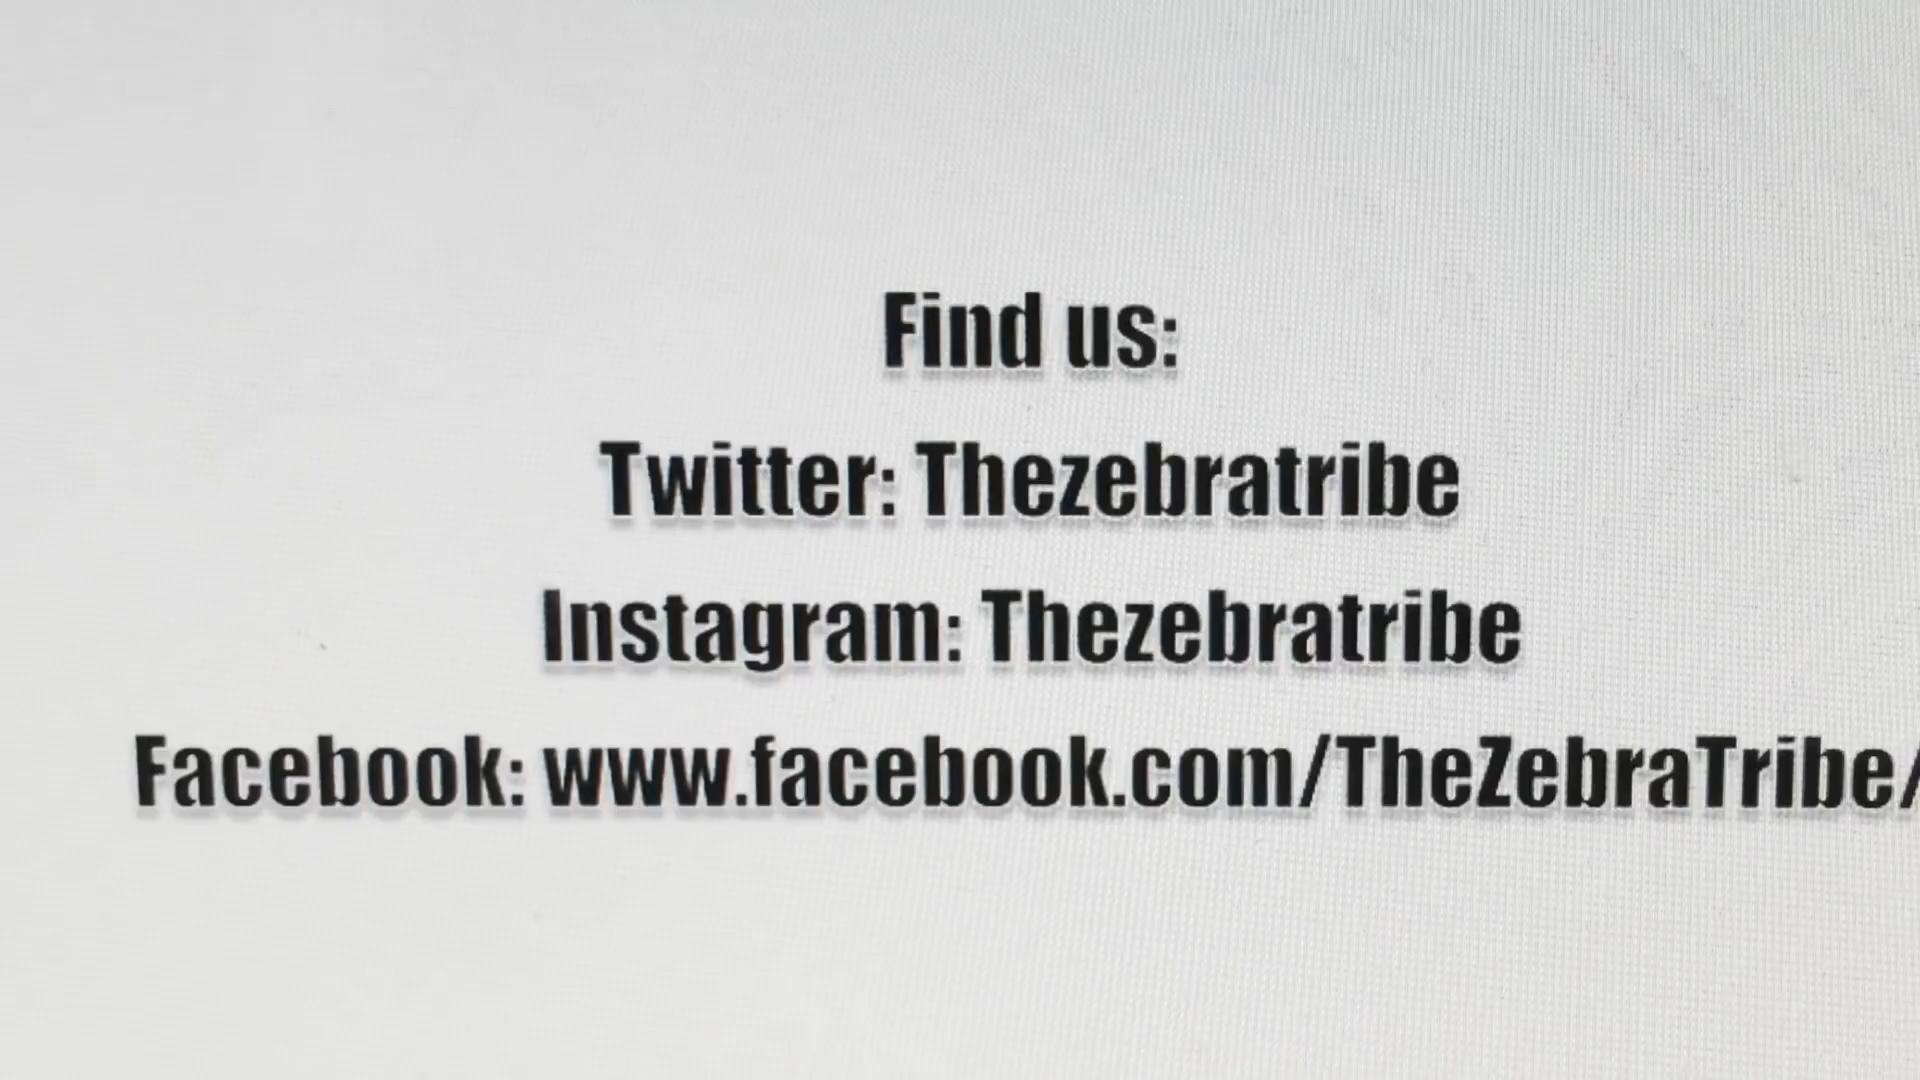 Find us:
Twitter: Thezebratribe
Instagram: Thezebratribe
Facebook: www.facebook.com/TheZebraTribe/